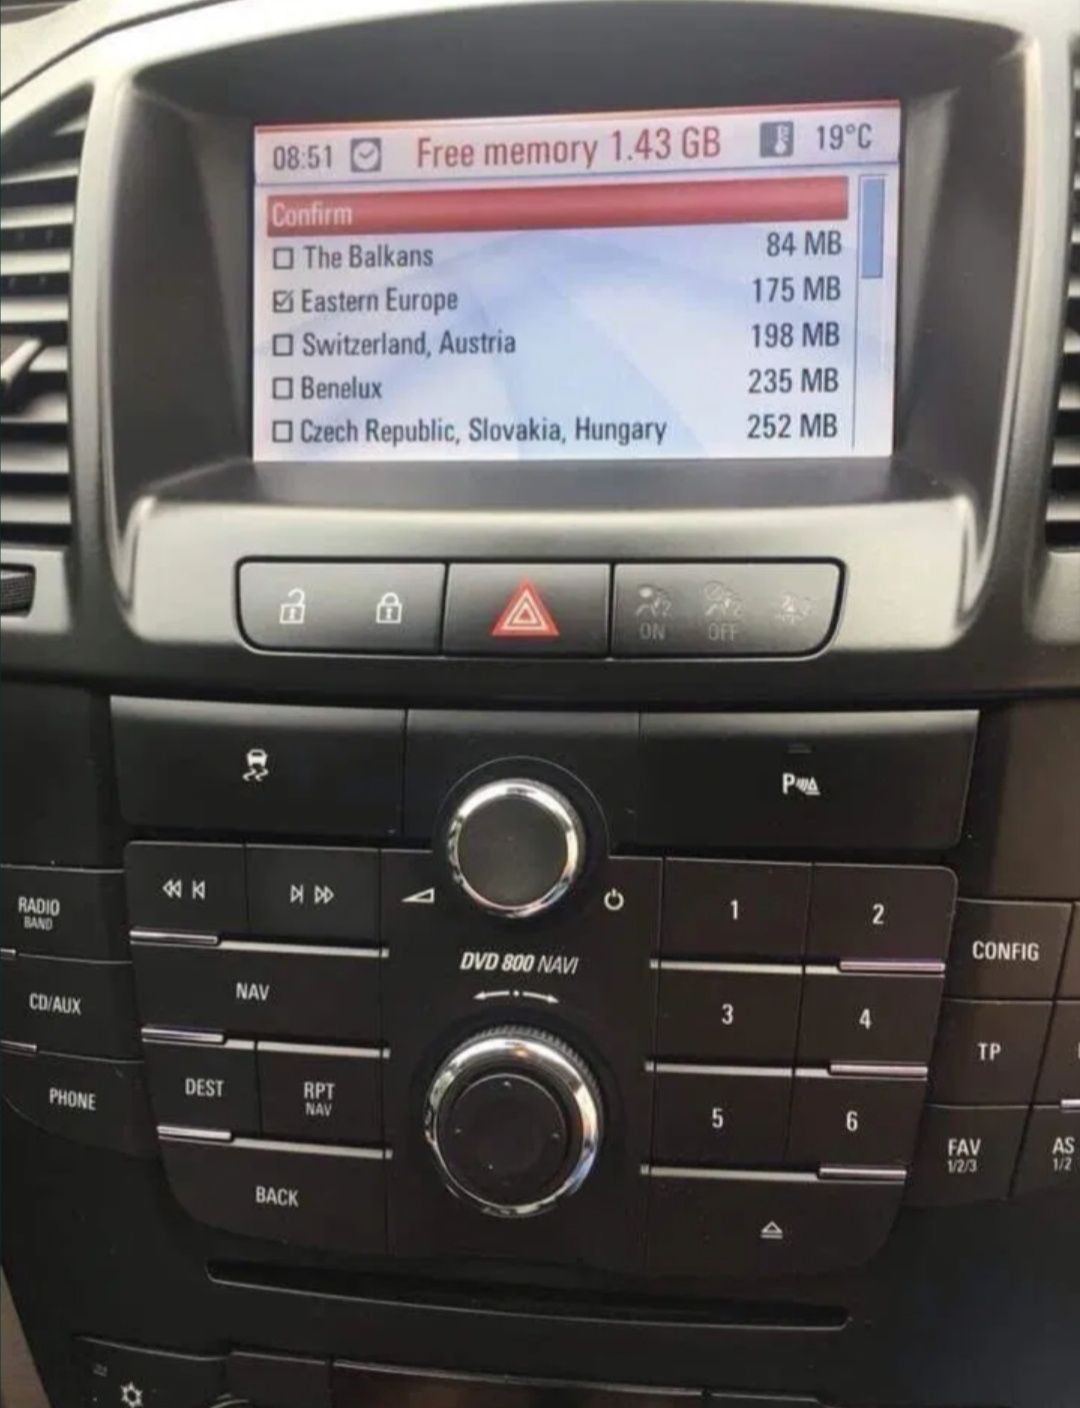 08:51 Free memory 1.43 GB 19°C
Confirm
The Balkans 84 MB
Eastern Europe 175 MB
Switzerland, Austria 198 MB
Benelux 235 MB
Czech Republic, Slovakia, Hungary 252 MB
ON OFF
P
1 2
RADIO
BAND
CONFIG
DVD 800 NAVI
NAV
CD/AUX
3 4
TP
DEST
RPT
NAV
PHONE
5 6
FAV
1/2/3
AS
1/2
BACK